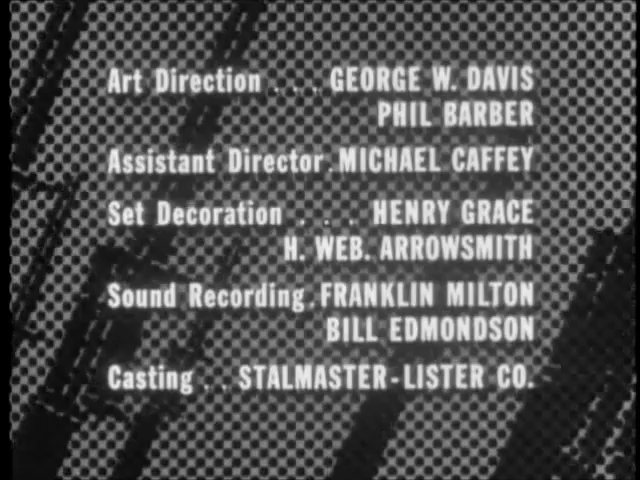 Art Direction . . . GEORGE W. DAVIS
PHIL BARBER
Assistant Director. MICHAEL CAFFEY
Set Decoration . . . HENRY GRACE
H. WEB. ARROWSMITH
Sound Recording. FRANKLIN MILTON
BILL EDMONDSON
Casting . . STALMASTER-LISTER CO.